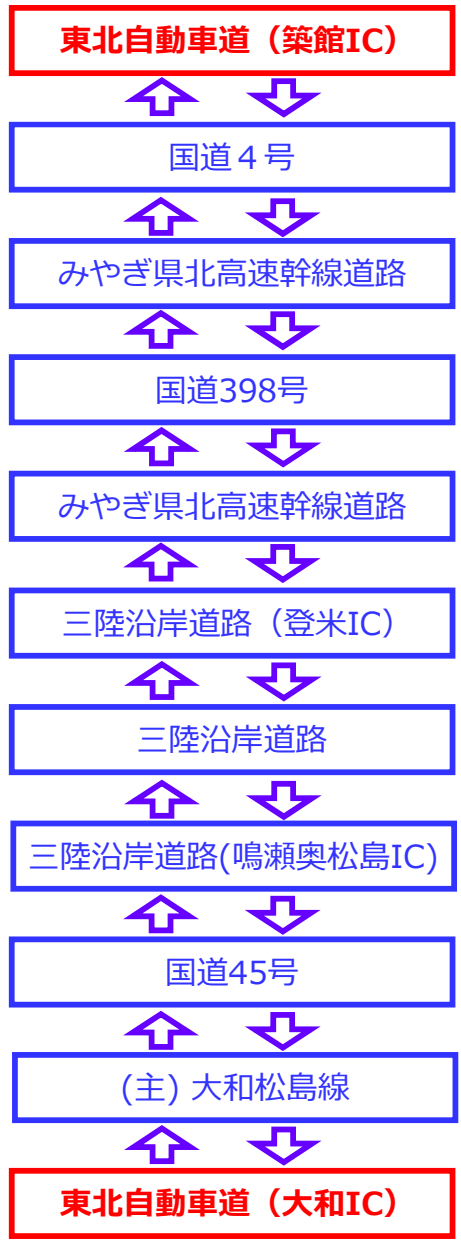 東北自動車道（築館IC）
国道４号
みやぎ県北高速幹線道路
国道398号
みやぎ県北高速幹線道路
三陸沿岸道路（登米IC）
三陸沿岸道路
三陸沿岸道路(鳴瀬奥松島IC)
国道45号
(主) 大和松島線
東北自動車道（大和IC）